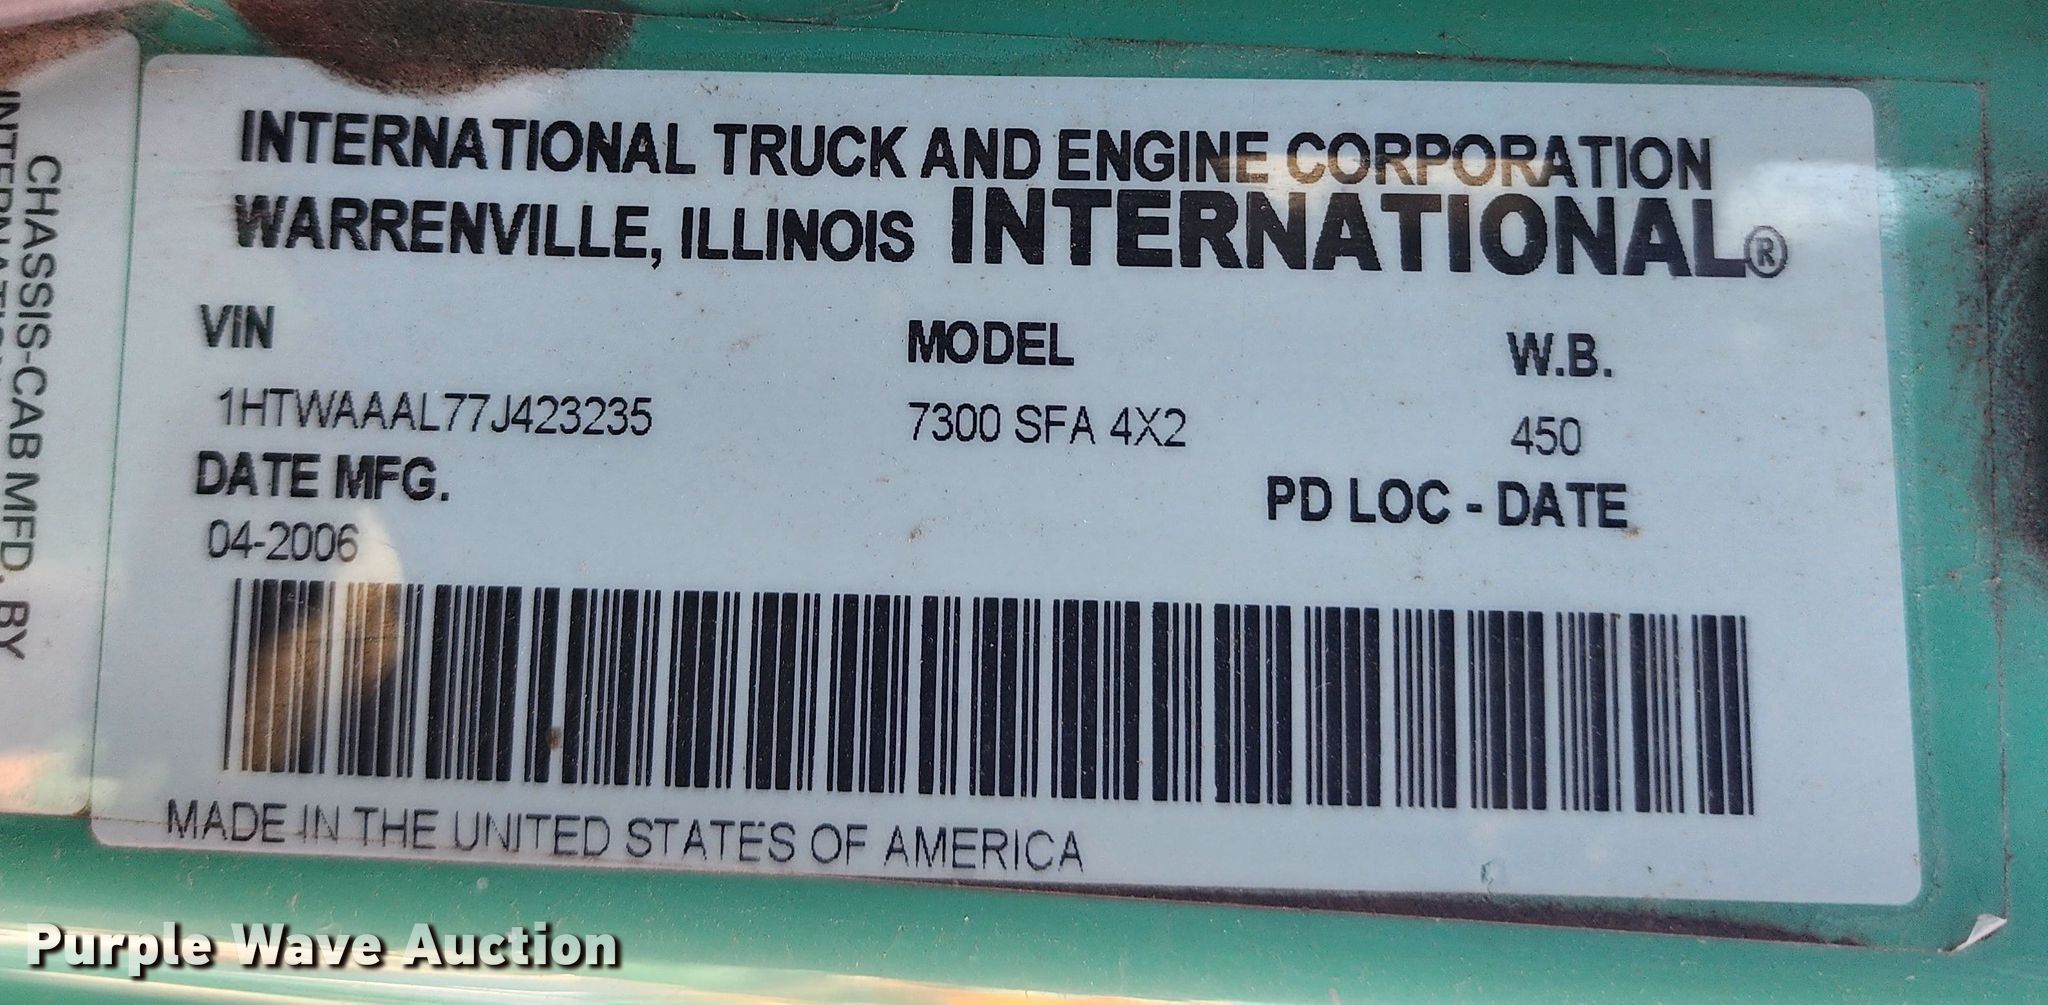 INTERNATIONAL TRUCK AND ENGINE CORPORATION
WARRENVILLE, ILLINOIS INTERNATIONAL®
VIN MODEL W.B.
1HTWAAAL77J423235 7300 SFA 4X2 450
DATE MFG. PD LOC - DATE
04-2006
MADE IN THE UNITED STATES OF AMERICA
CHASSIS-CAB MFD. BY
Purple Wave Auction